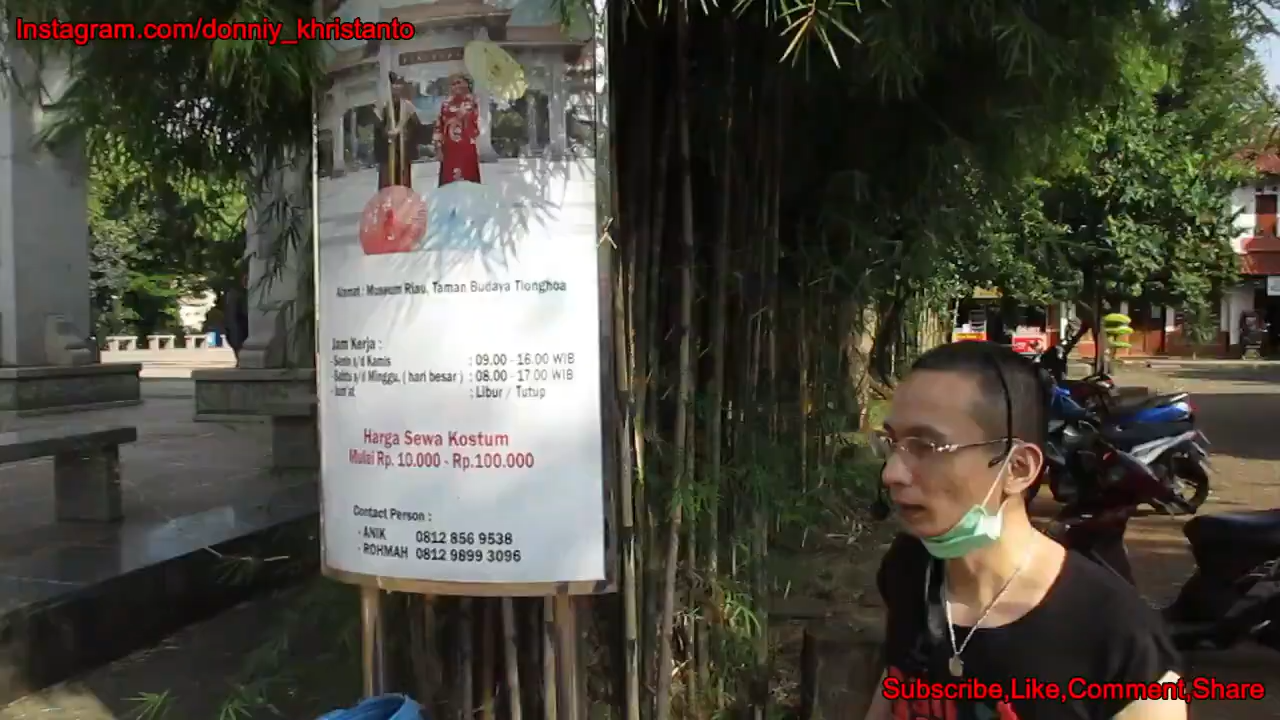 Instagram.com/donniy_khristanto
Alamat : Museum Riau, Taman Budaya Tionghoa
Jam Kerja :
- Senin s/d Kamis : 09.00 - 16.00 WIB
- Sabtu s/d Minggu, ( hari besar ) : 08.00 - 17.00 WIB
- Jum'at : Libur / Tutup
Harga Sewa Kostum
Mulai Rp. 10.000 - Rp.100.000
Contact Person :
- ANIK 0812 856 9538
- ROHMAH 0812 9899 3096
Subscribe,Like,Comment,Share